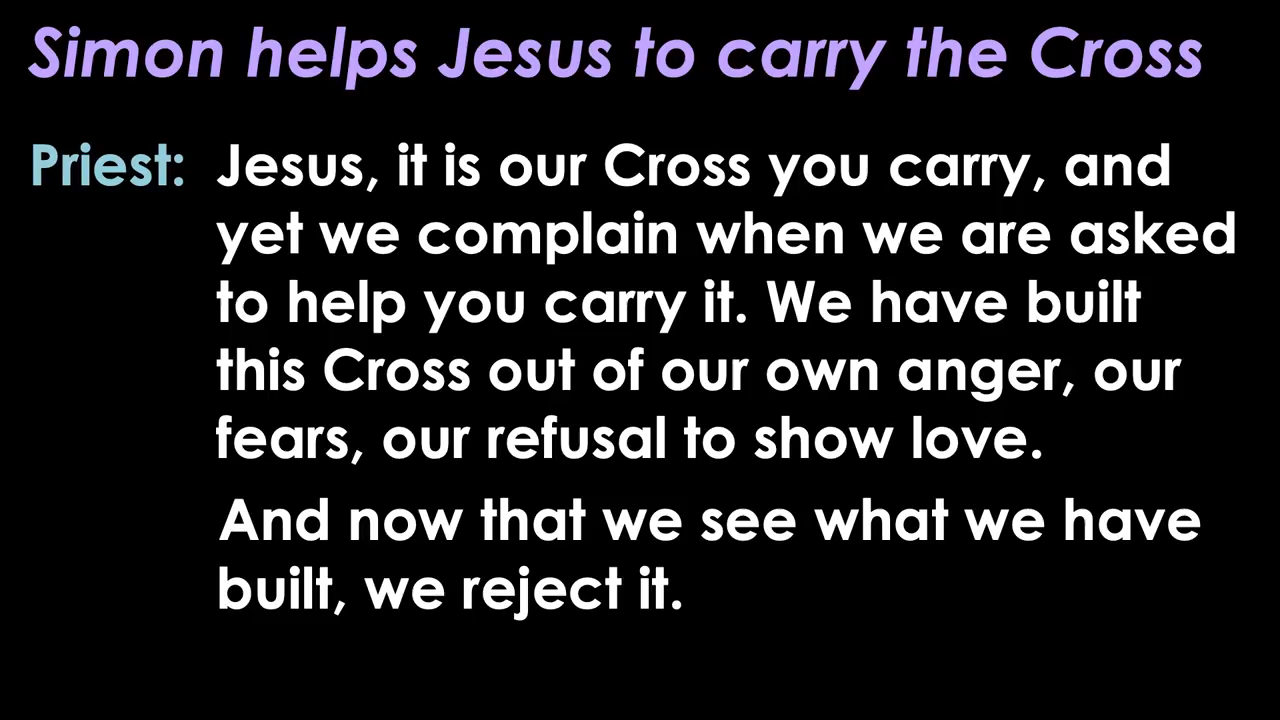 Simon helps Jesus to carry the Cross
Priest: Jesus, it is our Cross you carry, and
yet we complain when we are asked
to help you carry it. We have built
this Cross out of our own anger, our
fears, our refusal to show love.
And now that we see what we have
built, we reject it.